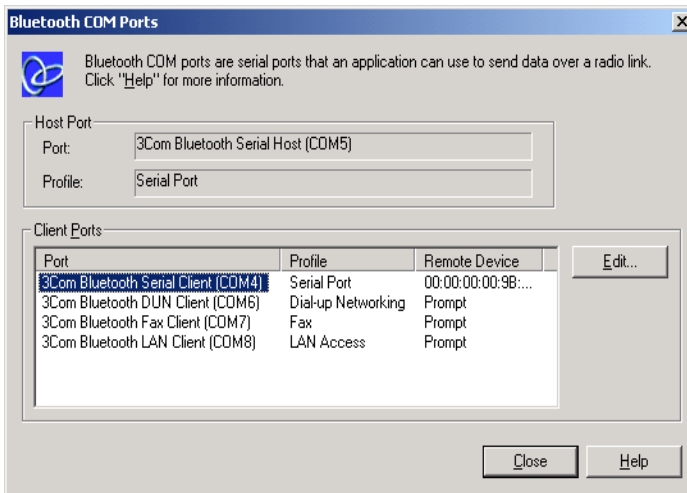 Bluetooth COM Ports
Bluetooth COM ports are serial ports that an application can use to send data over a radio link.
Click "Help" for more information.
Host Port
Port: 3Com Bluetooth Serial Host (COM5)
Profile: Serial Port
Client Ports
Port Profile Remote Device
3Com Bluetooth Serial Client (COM4) Serial Port 00:00:00:00:9B:...
3Com Bluetooth DUN Client (COM6) Dial-up Networking Prompt
3Com Bluetooth Fax Client (COM7) Fax Prompt
3Com Bluetooth LAN Client (COM8) LAN Access Prompt
Edit...
Close Help